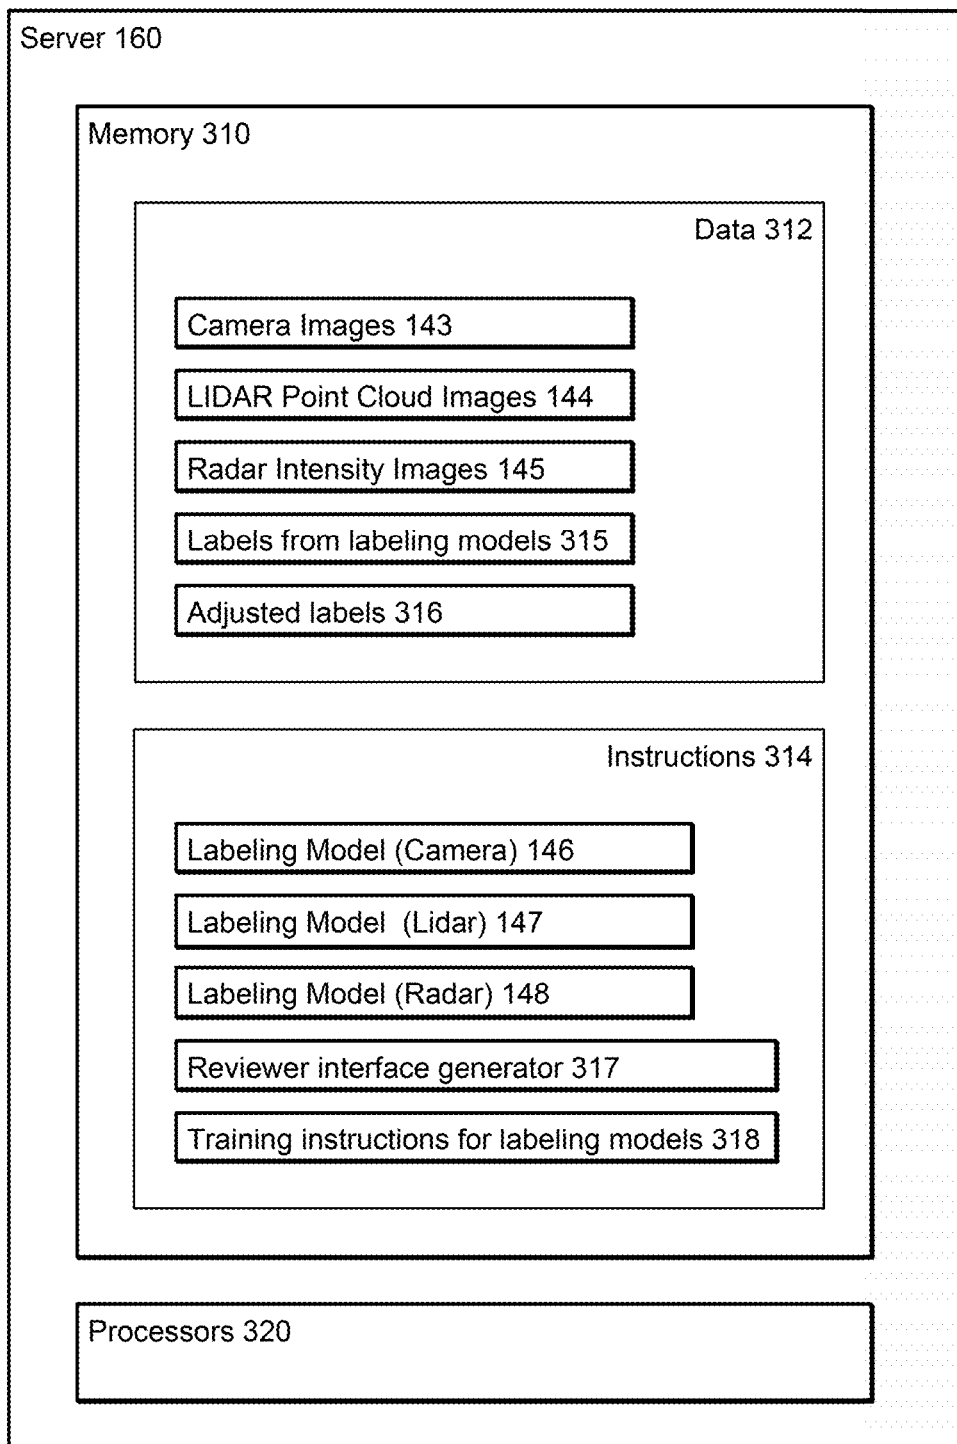 Server 160
Memory 310
Data 312
Camera Images 143
LIDAR Point Cloud Images 144
Radar Intensity Images 145
Labels from labeling models 315
Adjusted labels 316
Instructions 314
Labeling Model (Camera) 146
Labeling Model (Lidar) 147
Labeling Model (Radar) 148
Reviewer interface generator 317
Training instructions for labeling models 318
Processors 320